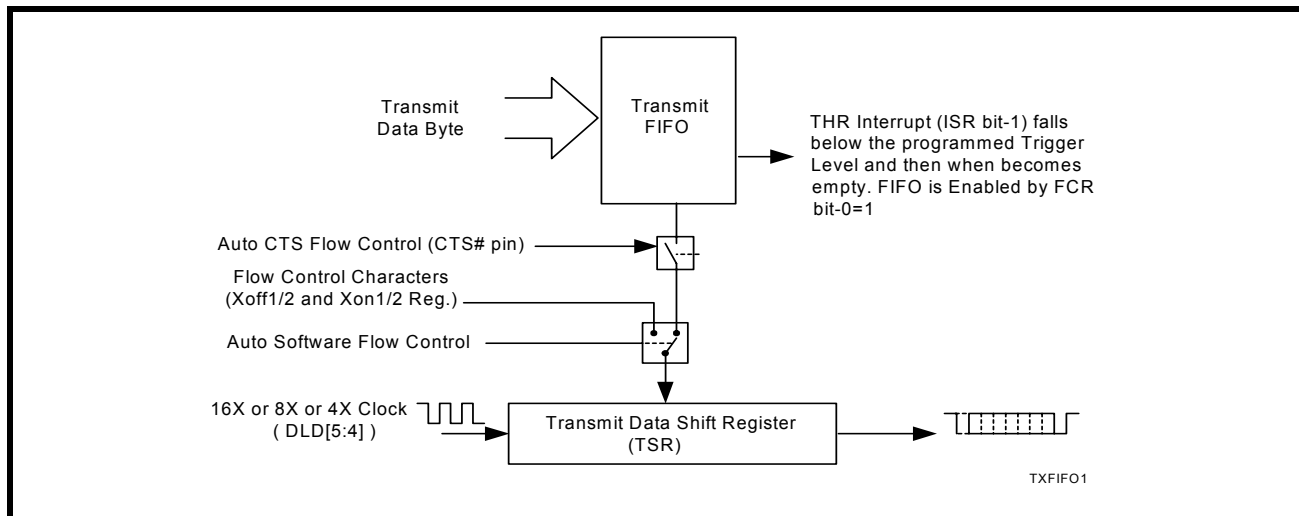 Transmit
Data Byte
Transmit
FIFO
THR Interrupt (ISR bit-1) falls
below the programmed Trigger
Level and then when becomes
empty. FIFO is Enabled by FCR
bit-0=1
Auto CTS Flow Control (CTS# pin)
Flow Control Characters
(Xoff1/2 and Xon1/2 Reg.)
Auto Software Flow Control
16X or 8X or 4X Clock
( DLD[5:4] )
Transmit Data Shift Register
(TSR)
TXFIFO1